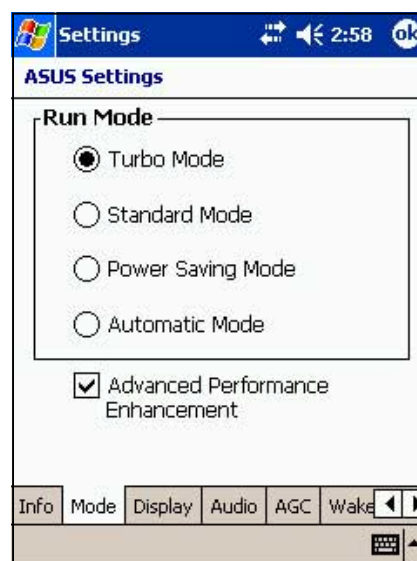 Settings 2:58 ok
ASUS Settings
Run Mode
Turbo Mode
Standard Mode
Power Saving Mode
Automatic Mode
Advanced Performance
Enhancement
Info Mode Display Audio AGC Wake